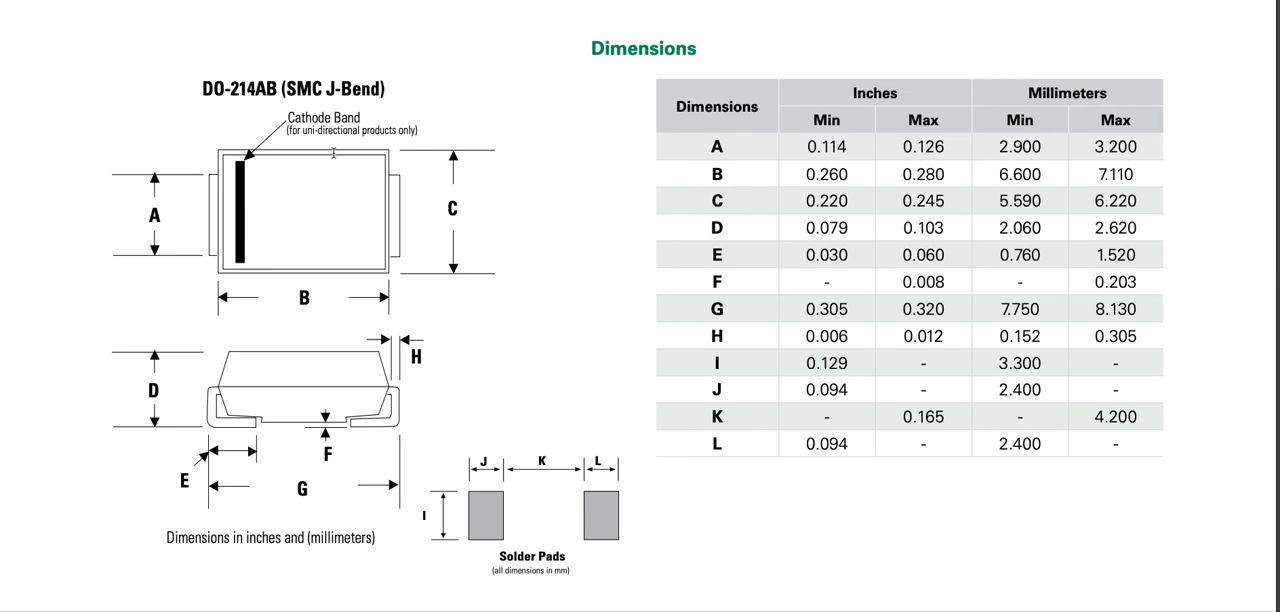 Dimensions
DO-214AB (SMC J-Bend)
Cathode Band
(for uni-directional products only)
A
C
B
H
D
F
E
G
J K L
I
Dimensions in inches and (millimeters)
Solder Pads
(all dimensions in mm)
Dimensions Inches Millimeters
Min Max Min Max
A 0.114 0.126 2.900 3.200
B 0.260 0.280 6.600 7.110
C 0.220 0.245 5.590 6.220
D 0.079 0.103 2.060 2.620
E 0.030 0.060 0.760 1.520
F - 0.008 - 0.203
G 0.305 0.320 7.750 8.130
H 0.006 0.012 0.152 0.305
I 0.129 - 3.300 -
J 0.094 - 2.400 -
K - 0.165 - 4.200
L 0.094 - 2.400 -